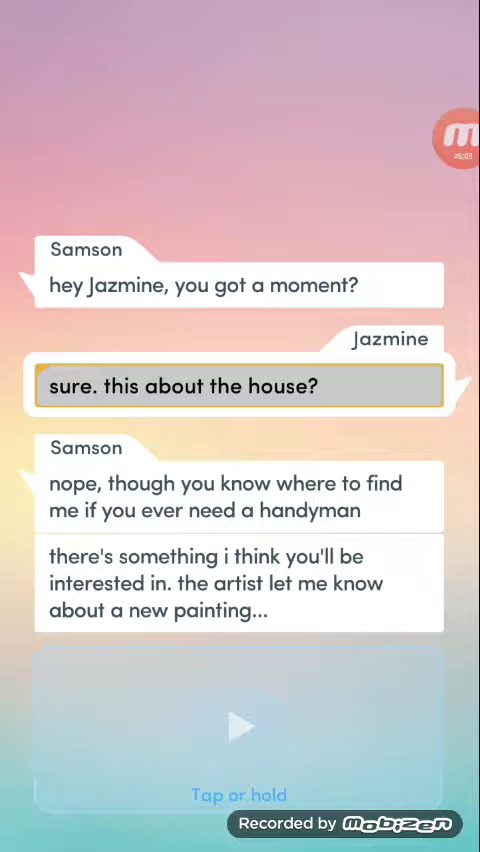 25:03
Samson
hey Jazmine, you got a moment?
Jazmine
sure. this about the house?
Samson
nope, though you know where to find
me if you ever need a handyman
there's something i think you'll be
interested in. the artist let me know
about a new painting...
Tap or hold
Recorded by mobizen